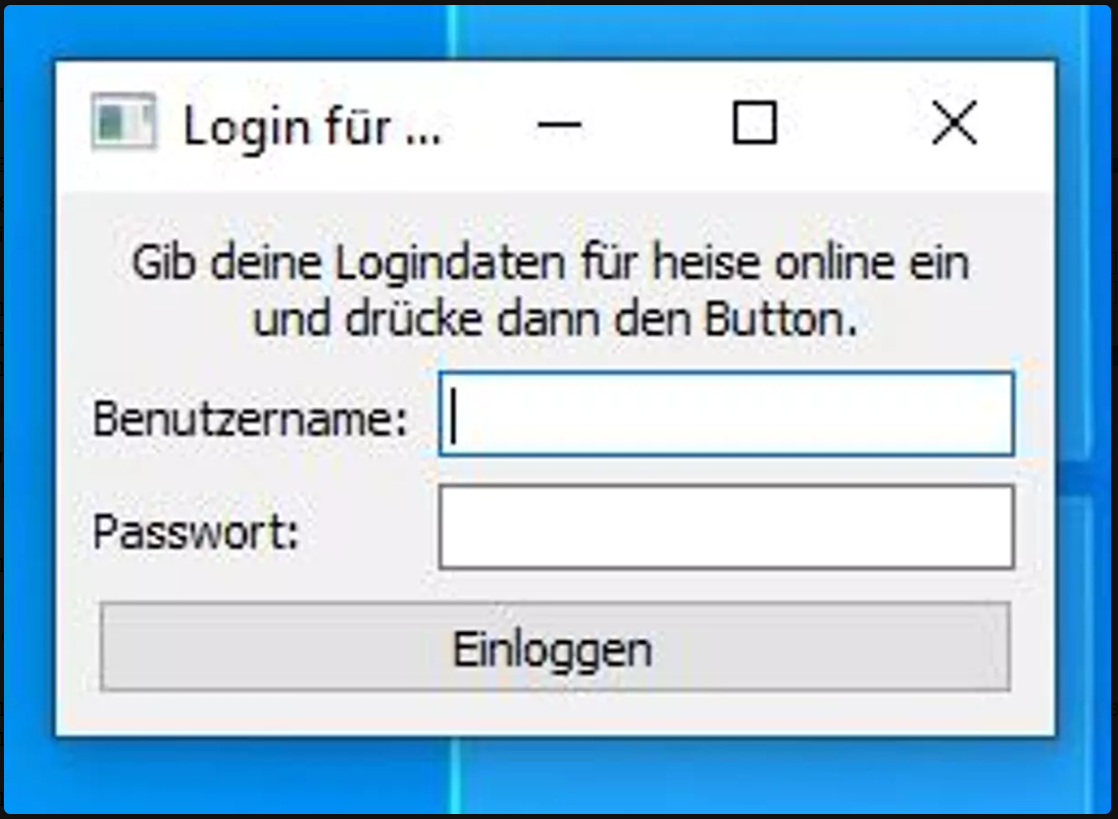 Login für ...
Gib deine Logindaten für heise online ein
und drücke dann den Button.
Benutzername:
Passwort:
Einloggen